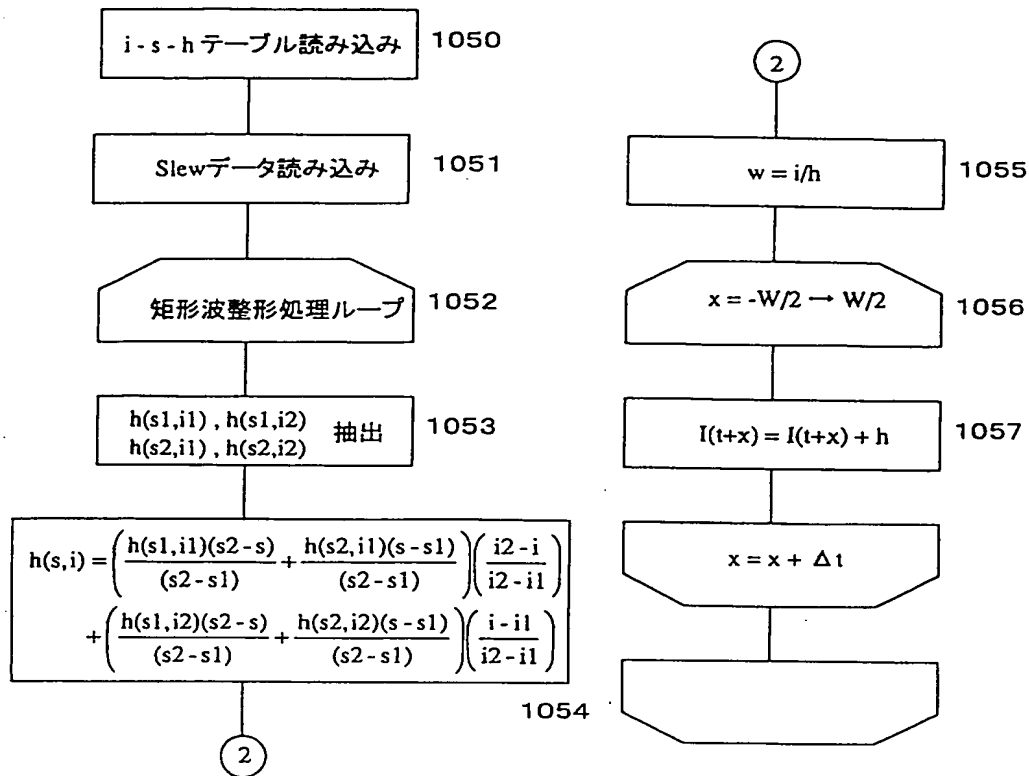 i - s - h テーブル読み込み 1050
Slewデータ読み込み 1051
矩形波整形処理ループ 1052
h(s1,i1) , h(s1,i2)
h(s2,i1) , h(s2,i2)
抽出 1053
h(s,i) = (h(s1,i1)(s2-s)/(s2-s1) + h(s2,i1)(s-s1)/(s2-s1))(i2-i/i2-i1)
+ (h(s1,i2)(s2-s)/(s2-s1) + h(s2,i2)(s-s1)/(s2-s1))(i-i1/i2-i1)
1054
2
2
w = i/h 1055
x = -W/2 → W/2 1056
I(t+x) = I(t+x) + h 1057
x = x + Δt